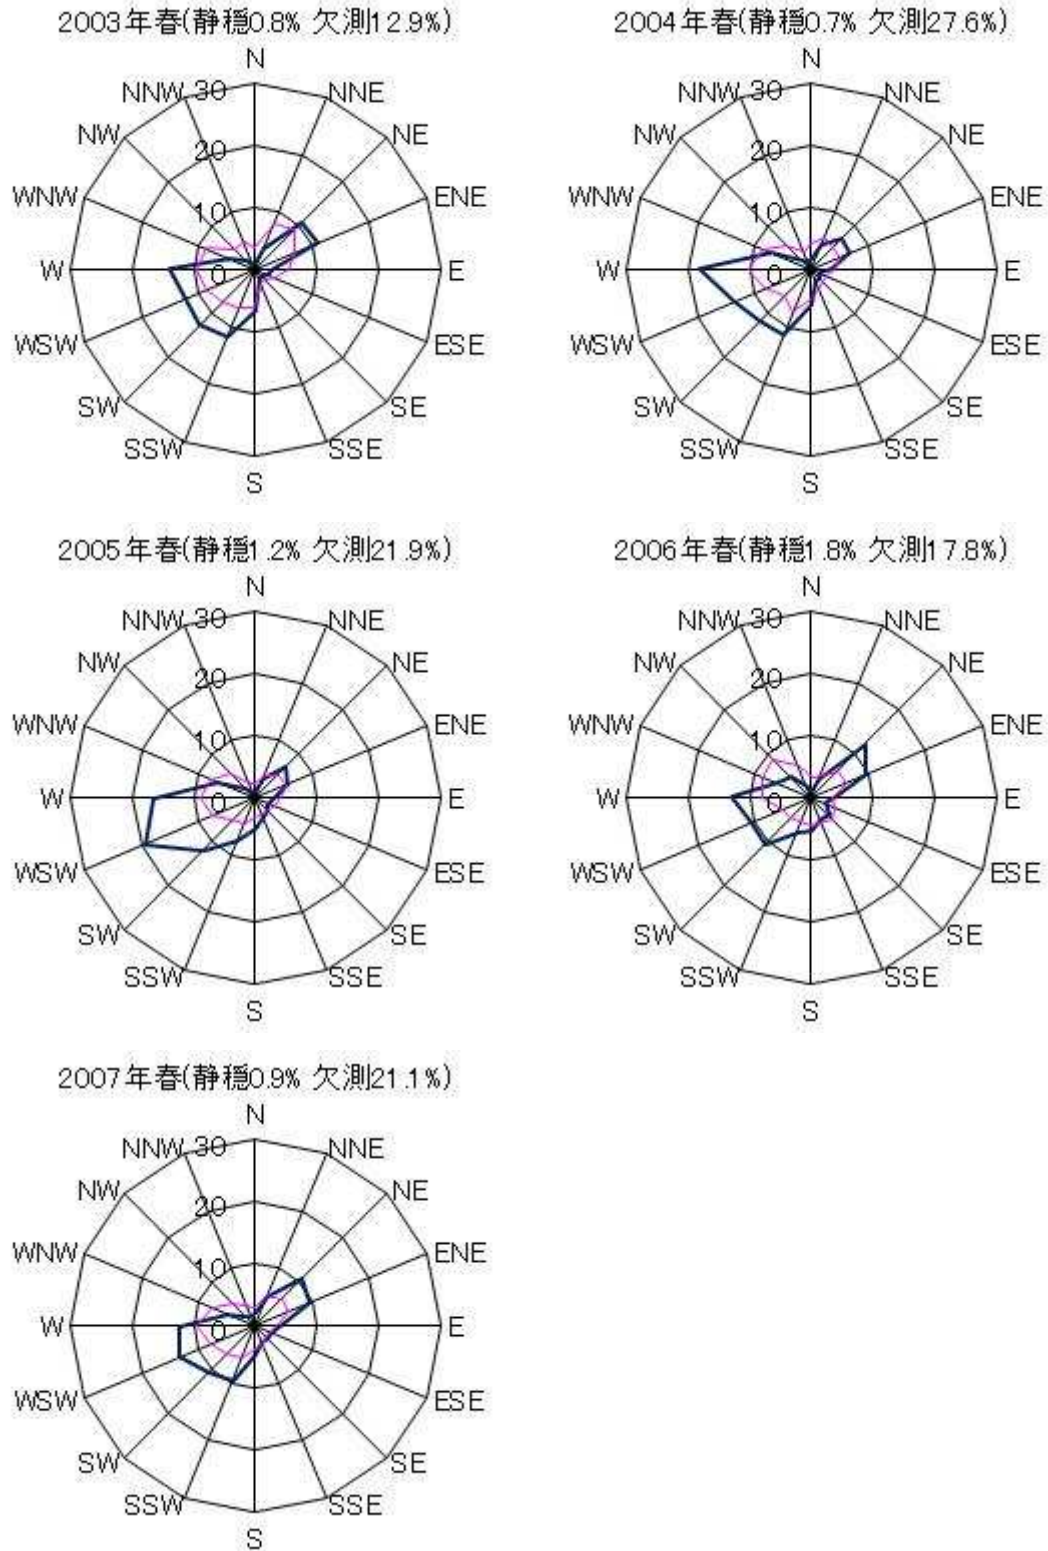 2003年春(静穏0.8% 欠測12.9%)
N
NNW 30 NNE
NW 20 NE
WNW 10 ENE
W 0 E
WSW ESE
SW SE
SSW SSE
S
2004年春(静穏0.7% 欠測27.6%)
N
NNW 30 NNE
NW 20 NE
WNW 10 ENE
W 0 E
WSW ESE
SW SE
SSW SSE
S
2005年春(静穏1.2% 欠測21.9%)
N
NNW 30 NNE
NW 20 NE
WNW 10 ENE
W 0 E
WSW ESE
SW SE
SSW SSE
S
2006年春(静穏1.8% 欠測17.8%)
N
NNW 30 NNE
NW 20 NE
WNW 10 ENE
W 0 E
WSW ESE
SW SE
SSW SSE
S
2007年春(静穏0.9% 欠測21.1%)
N
NNW 30 NNE
NW 20 NE
WNW 10 ENE
W 0 E
WSW ESE
SW SE
SSW SSE
S